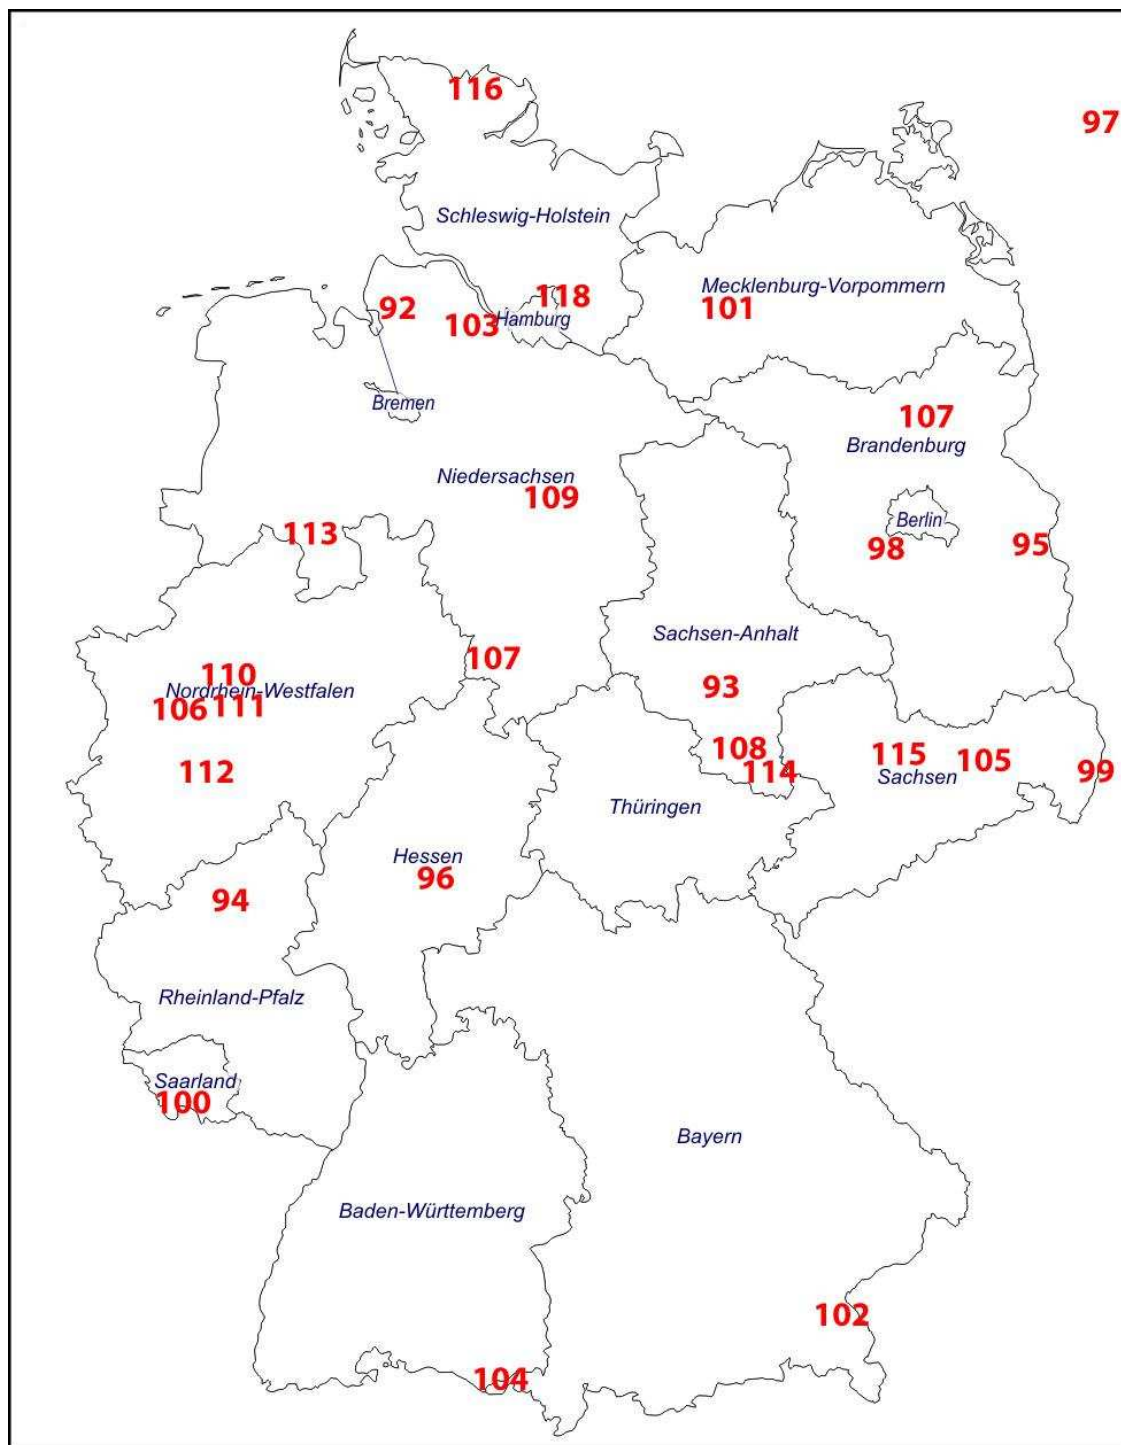 116
97
Schleswig-Holstein
Mecklenburg-Vorpommern
118
92
101
103
Hamburg
Bremen
107
Brandenburg
Niedersachsen
109
Berlin
113
98
95
Sachsen-Anhalt
107
110
93
Nordrhein-Westfalen
106
111
108
115
105
112
114
99
Sachsen
Thüringen
Hessen
96
94
Rheinland-Pfalz
Saarland
100
Bayern
Baden-Württemberg
102
104